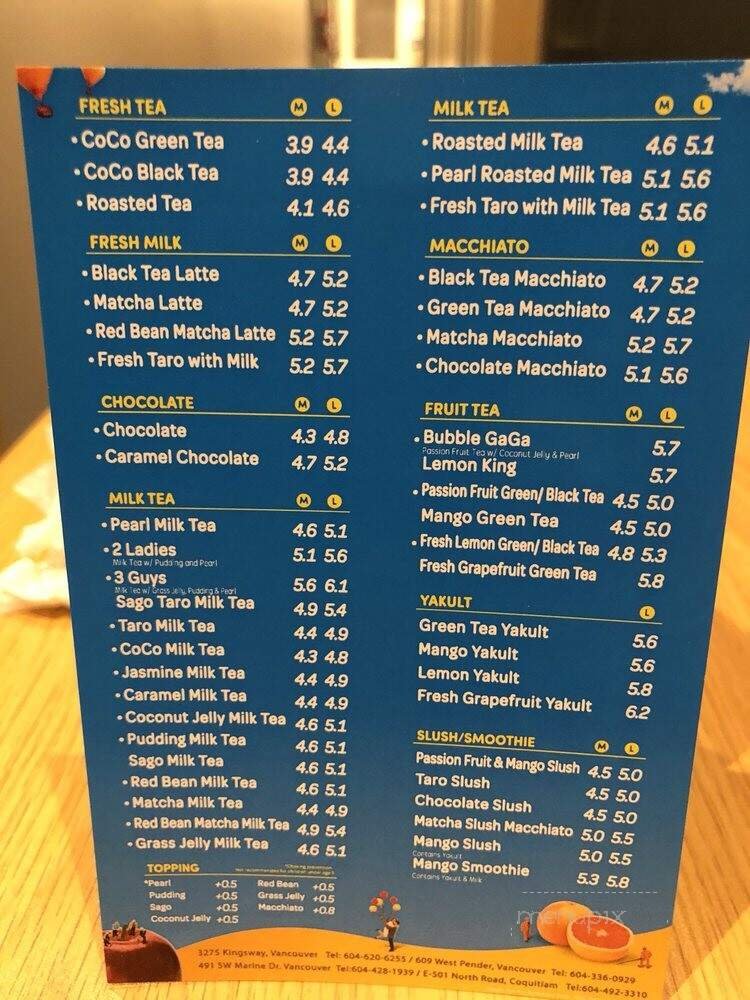 FRESH TEA M L
• CoCo Green Tea 3.9 4.4
• CoCo Black Tea 3.9 4.4
• Roasted Tea 4.1 4.6
FRESH MILK M L
• Black Tea Latte 4.7 5.2
• Matcha Latte 4.7 5.2
• Red Bean Matcha Latte 5.2 5.7
• Fresh Taro with Milk 5.2 5.7
CHOCOLATE M L
• Chocolate 4.3 4.8
• Caramel Chocolate 4.7 5.2
MILK TEA M L
• Pearl Milk Tea 4.6 5.1
• 2 Ladies 5.1 5.6
Milk Tea w/ Pudding and Pearl
• 3 Guys 5.6 6.1
Milk Tea w/ Grass Jelly, Pudding & Pearl
Sago Taro Milk Tea 4.9 5.4
• Taro Milk Tea 4.4 4.9
• CoCo Milk Tea 4.3 4.8
• Jasmine Milk Tea 4.4 4.9
• Caramel Milk Tea 4.4 4.9
• Coconut Jelly Milk Tea 4.6 5.1
• Pudding Milk Tea 4.6 5.1
Sago Milk Tea 4.6 5.1
• Red Bean Milk Tea 4.6 5.1
• Matcha Milk Tea 4.4 4.9
• Red Bean Matcha Milk Tea 4.9 5.4
• Grass Jelly Milk Tea 4.6 5.1
TOPPING
*Choking prevention
Not recommended for children under age 5
*Pearl +0.5 Red Bean +0.5
Pudding +0.5 Grass Jelly +0.5
Sago +0.5 Macchiato +0.8
Coconut Jelly +0.5
MILK TEA M L
• Roasted Milk Tea 4.6 5.1
• Pearl Roasted Milk Tea 5.1 5.6
• Fresh Taro with Milk Tea 5.1 5.6
MACCHIATO M L
• Black Tea Macchiato 4.7 5.2
• Green Tea Macchiato 4.7 5.2
• Matcha Macchiato 5.2 5.7
• Chocolate Macchiato 5.1 5.6
FRUIT TEA M L
• Bubble GaGa 5.7
Passion Fruit Tea w/ Coconut Jelly & Pearl
Lemon King 5.7
• Passion Fruit Green/ Black Tea 4.5 5.0
Mango Green Tea 4.5 5.0
• Fresh Lemon Green/ Black Tea 4.8 5.3
Fresh Grapefruit Green Tea 5.8
YAKULT L
Green Tea Yakult 5.6
Mango Yakult 5.6
Lemon Yakult 5.8
Fresh Grapefruit Yakult 6.2
SLUSH/SMOOTHIE M L
Passion Fruit & Mango Slush 4.5 5.0
Taro Slush 4.5 5.0
Chocolate Slush 4.5 5.0
Matcha Slush Macchiato 5.0 5.5
Mango Slush 5.0 5.5
Contains Yakult
Mango Smoothie 5.3 5.8
Contains Yakult & Milk
menupix
3275 Kingsway, Vancouver Tel: 604-620-6255 / 609 West Pender, Vancouver Tel: 604-336-0929
491 SW Marine Dr. Vancouver Tel:604-428-1939 / E-501 North Road, Coquitlam Tel:604-492-3310